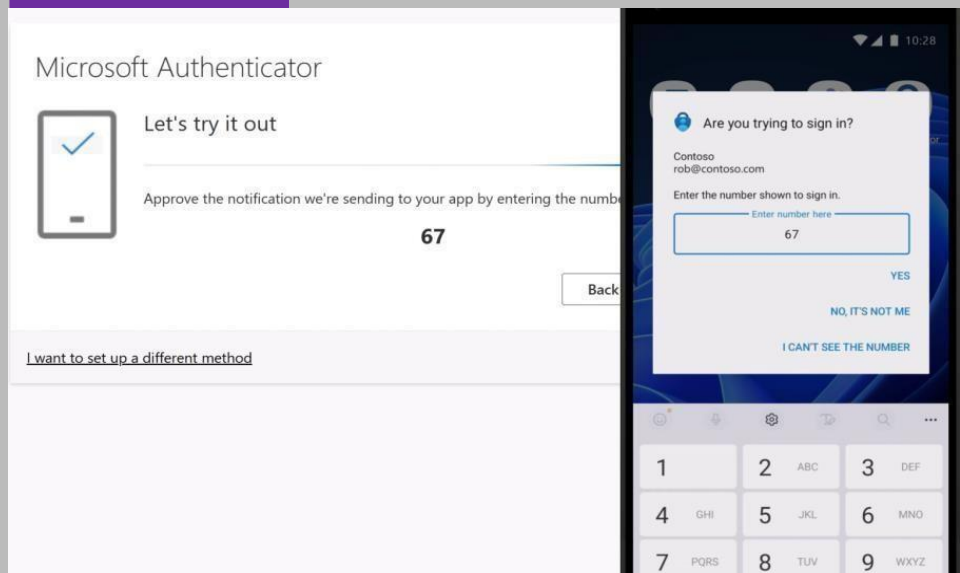 Microsoft Authenticator
Let's try it out
Approve the notification we're sending to your app by entering the numbe
67
Back
I want to set up a different method
10:28
Are you trying to sign in?
Contoso
rob@contoso.com
Enter the number shown to sign in.
Enter number here
67
YES
NO, IT'S NOT ME
I CAN'T SEE THE NUMBER
1 2 ABC 3 DEF
4 GHI 5 JKL 6 MNO
7 PQRS 8 TUV 9 WXYZ